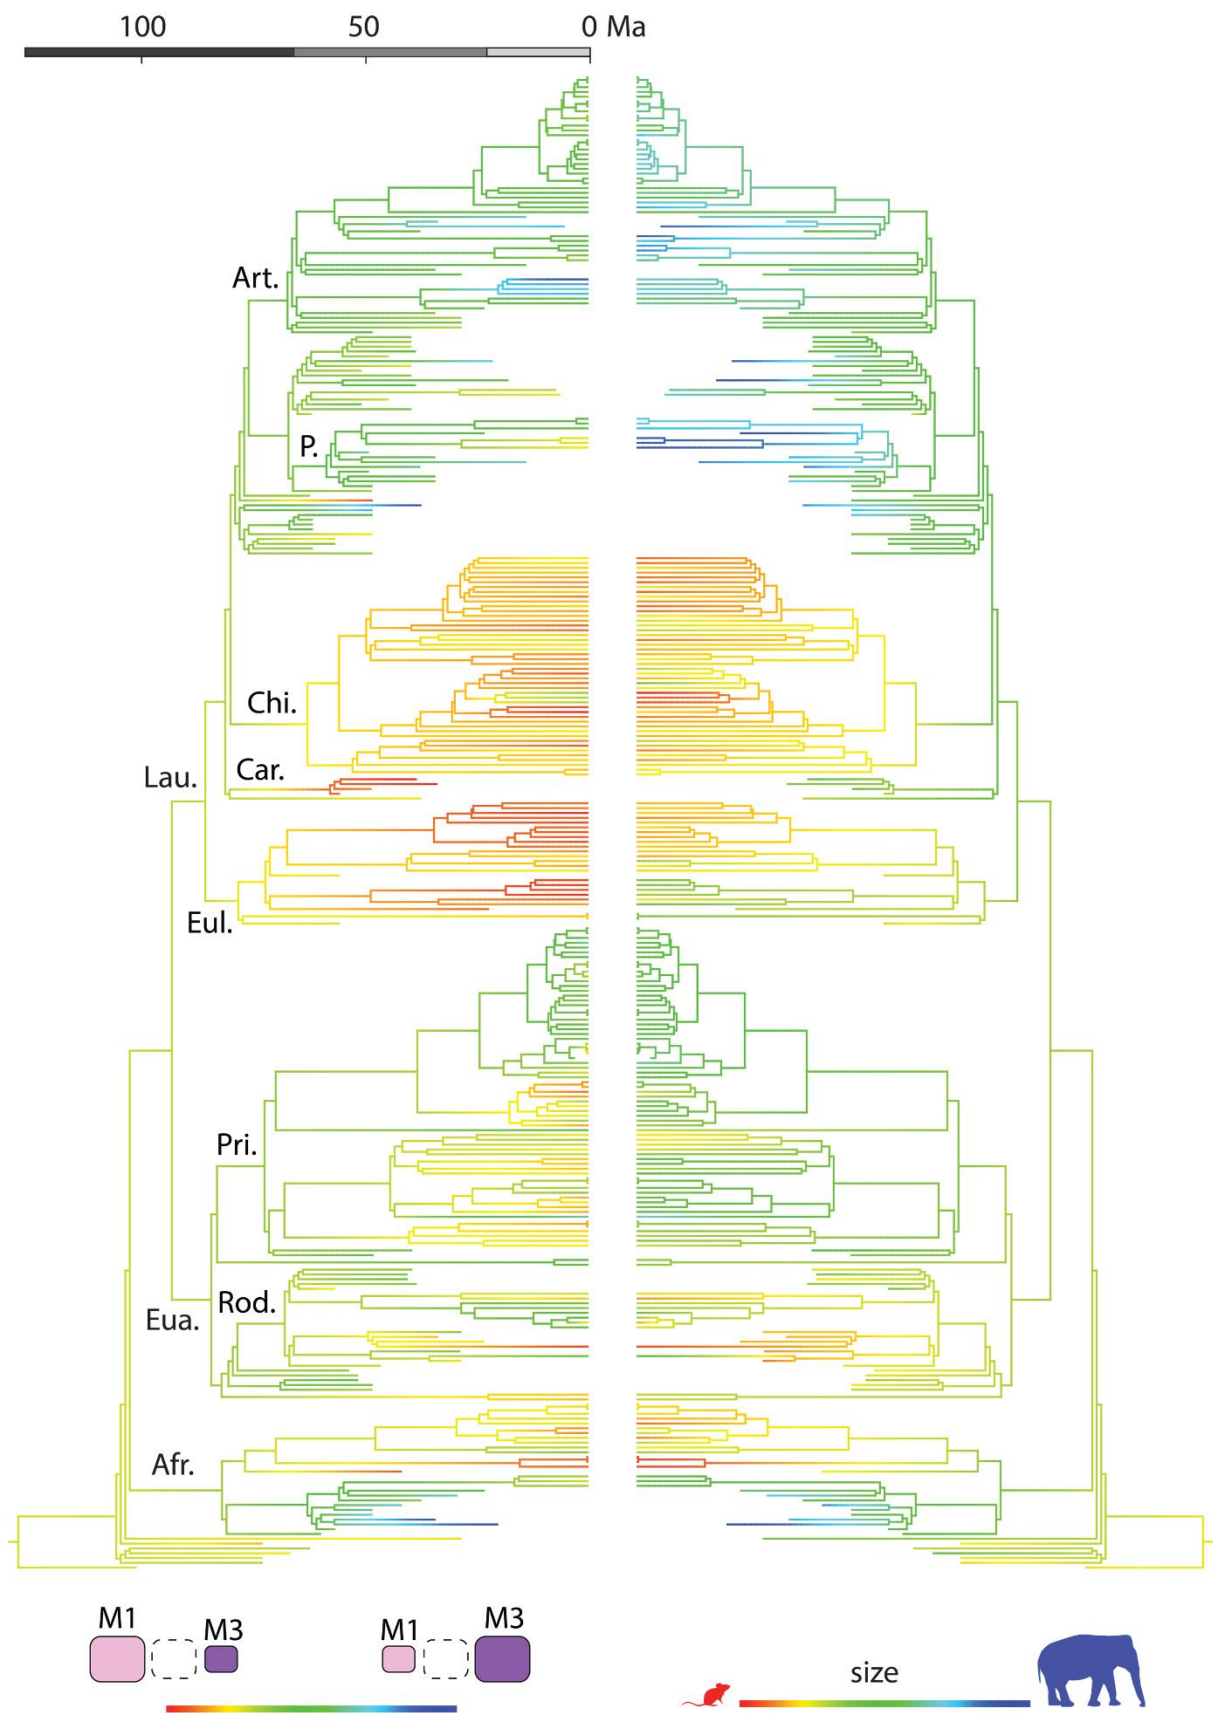 100 50 0 Ma
Art.
P.
Chi.
Car.
Lau.
Eul.
Pri.
Rod.
Eua.
Afr.
M1 M3 M1 M3
size